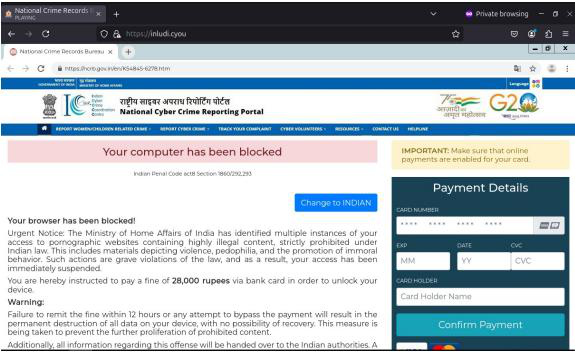 National Crime Records B
PLAYING
Private browsing
https://inludi.cyou
National Crime Records Bureau
https://ncrb.gov.in/en/K54845-6278.htm
भारत सरकार
GOVERNMENT OF INDIA
गृह मंत्रालय
MINISTRY OF HOME AFFAIRS
Language
Indian
Cyber
Crime
Coordination
Centre
राष्ट्रीय साइबर अपराध रिपोर्टिंग पोर्टल
National Cyber Crime Reporting Portal
आज़ादी का
अमृत महोत्सव
G2
REPORT WOMEN/CHILDREN RELATED CRIME
REPORT CYBER CRIME
TRACK YOUR COMPLAINT
CYBER VOLUNTEERS
RESOURCES
CONTACT US
HELPLINE
Your computer has been blocked
Indian Penal Code act8 Section 1860/292,293
Change to INDIAN
Your browser has been blocked!
Urgent Notice: The Ministry of Home Affairs of India has identified multiple instances of your
access to pornographic websites containing highly illegal content, strictly prohibited under
Indian law. This includes materials depicting violence, pedophilia, and the promotion of immoral
behavior. Such actions are grave violations of the law, and as a result, your access has been
immediately suspended.
You are hereby instructed to pay a fine of 28,000 rupees via bank card in order to unlock your
device.
Warning:
Failure to remit the fine within 12 hours or any attempt to bypass the payment will result in the
permanent destruction of all data on your device, with no possibility of recovery. This measure is
being taken to prevent the further proliferation of prohibited content.
Additionally, all information regarding this offense will be handed over to the Indian authorities. A
IMPORTANT: Make sure that online
payments are enabled for your card.
Payment Details
CARD NUMBER
**** **** **** ****
EXP
DATE
CVC
MM
YY
CVC
CARD HOLDER
Card Holder Name
Confirm Payment